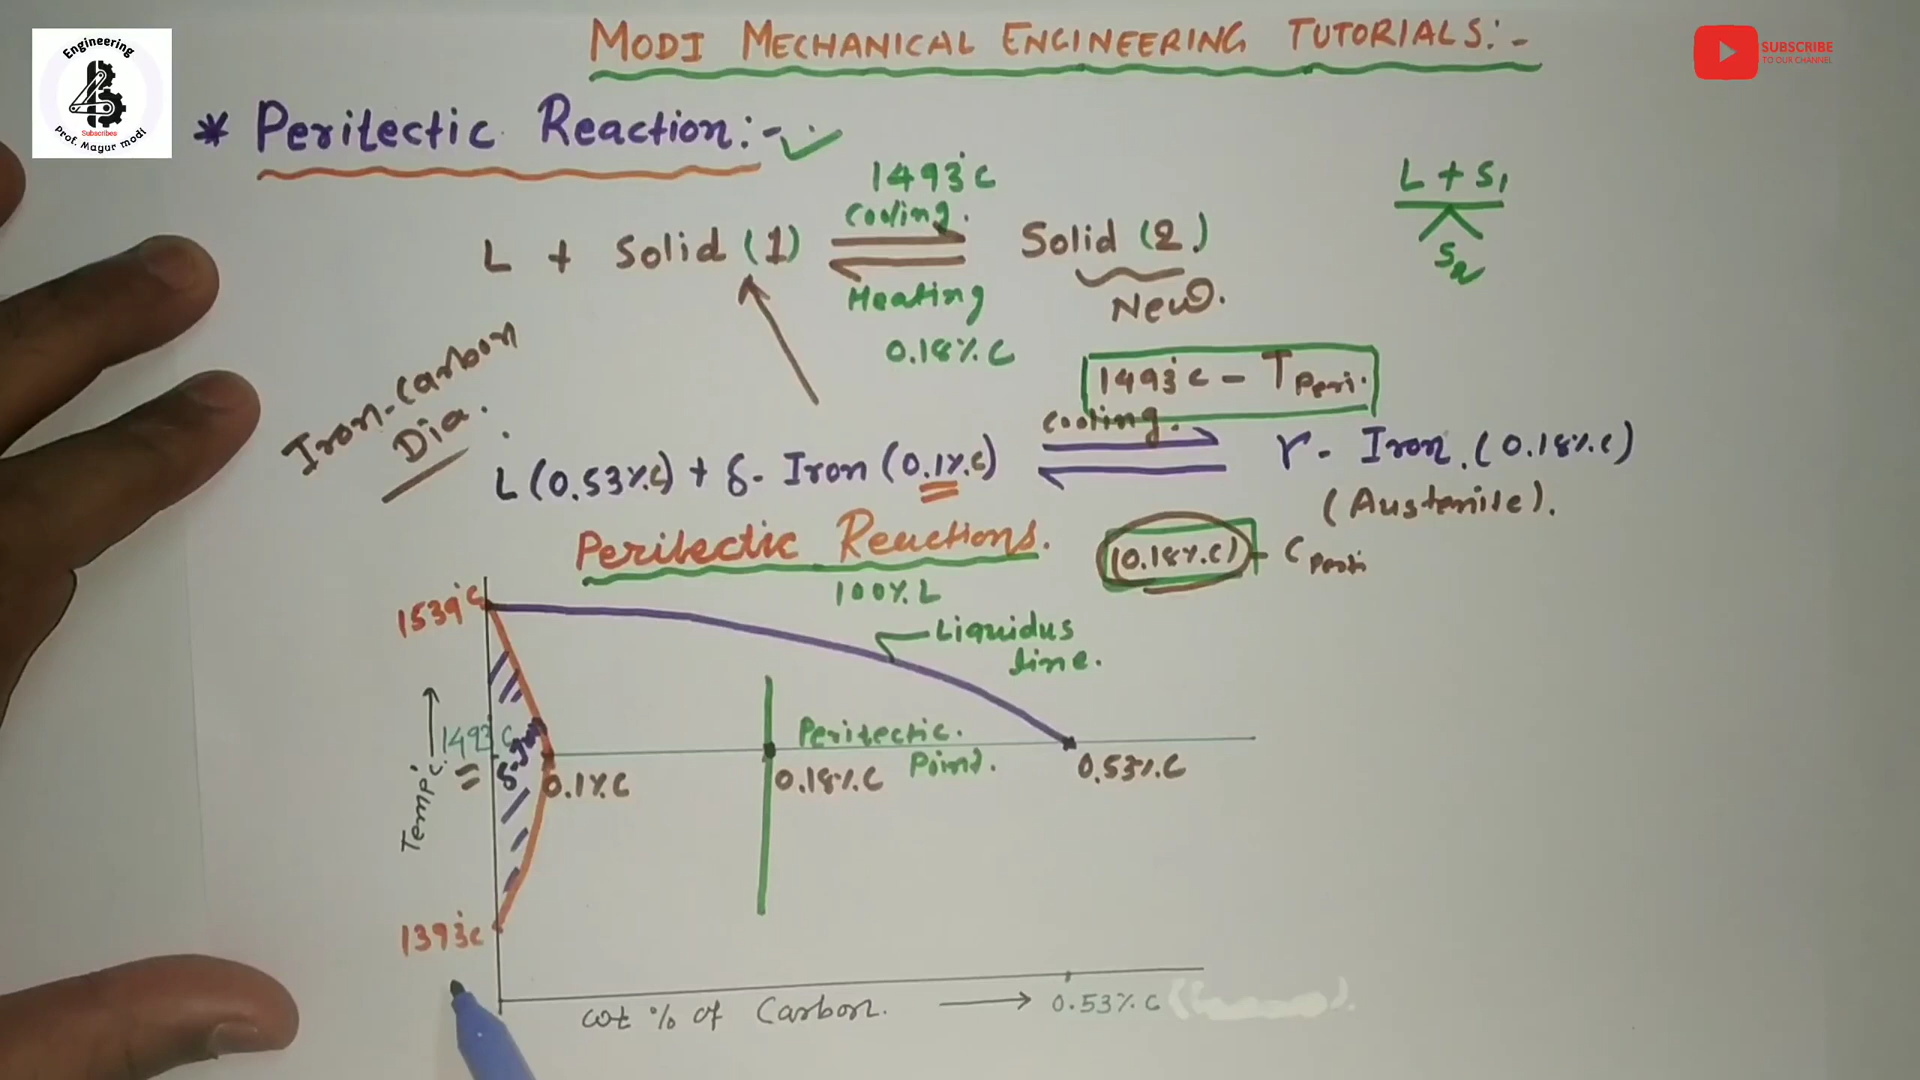 MODI MECHANICAL ENGINEERING TUTORIALS:-
Engineering
Subscribes
Prof. Mayur modi
SUBSCRIBE
TO OUR CHANNEL
* Peritectic Reaction:-
1493°C
Cooling.
L + Solid (1) Solid (2)
Heating
New.
0.18%C
L + S1
S2
Iron-Carbon
Dia.
1493°C - TPeri.
Cooling.
L (0.53%C) + δ- Iron (0.1%C) γ- Iron. (0.18%C)
(Austenite).
Peritectic Reactions.
(0.18%C) - CPeri
100%L
1539°C
Liquidus
line.
1493°C
δ-Iron
Peritectic
Point.
0.1%C
0.18%C
0.53%C
Temp°C
1393°C
wt % of Carbon. → 0.53%C